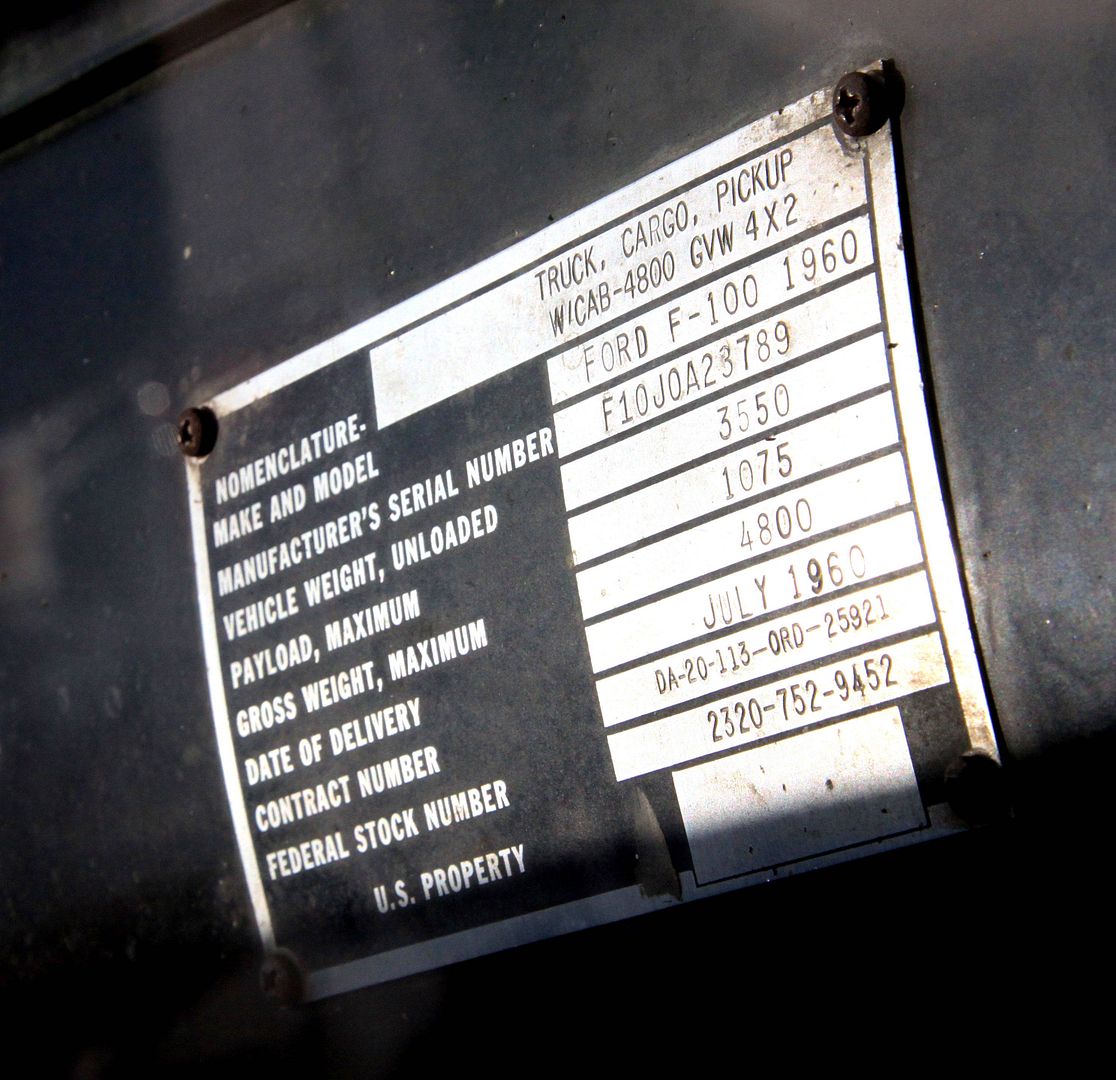 NOMENCLATURE- TRUCK, CARGO, PICKUP
W/CAB-4800 GVW 4X2
MAKE AND MODEL FORD F-100 1960
MANUFACTURER'S SERIAL NUMBER F10J0A23789
VEHICLE WEIGHT, UNLOADED 3550
PAYLOAD, MAXIMUM 1075
GROSS WEIGHT, MAXIMUM 4800
DATE OF DELIVERY JULY 1960
CONTRACT NUMBER DA-20-113-ORD-25921
FEDERAL STOCK NUMBER 2320-752-9452
U.S. PROPERTY